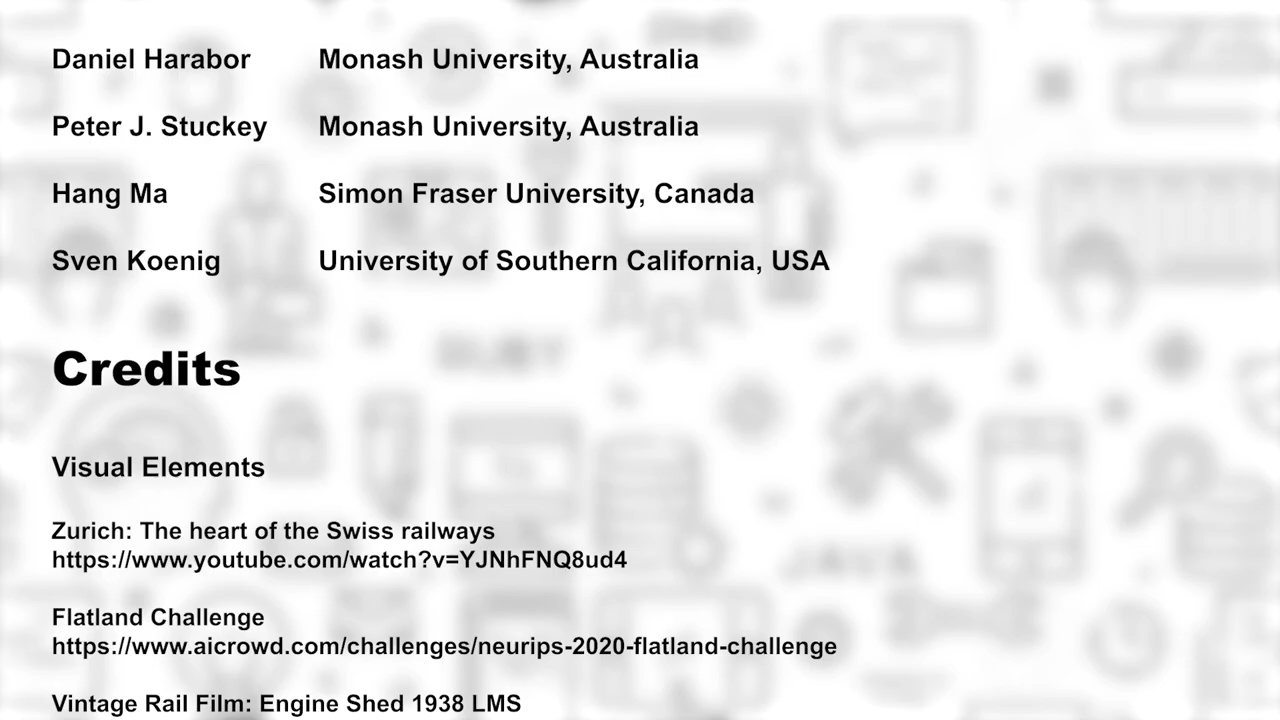 Daniel Harabor Monash University, Australia
Peter J. Stuckey Monash University, Australia
Hang Ma Simon Fraser University, Canada
Sven Koenig University of Southern California, USA
Credits
Visual Elements
Zurich: The heart of the Swiss railways
https://www.youtube.com/watch?v=YJNhFNQ8ud4
Flatland Challenge
https://www.aicrowd.com/challenges/neurips-2020-flatland-challenge
Vintage Rail Film: Engine Shed 1938 LMS